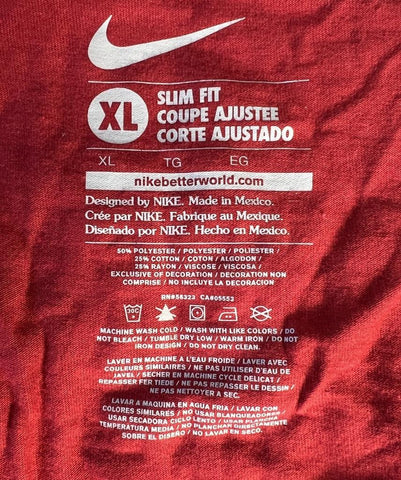 XL
SLIM FIT
COUPE AJUSTEE
CORTE AJUSTADO
XL TG EG
nikebetterworld.com
Designed by NIKE. Made in Mexico.
Crée par NIKE. Fabrique au Mexique.
Diseñado por NIKE. Hecho en Mexico.
50% POLYESTER / POLYESTER / POLIESTER
25% COTTON / COTON / ALGODON
25% RAYON / VISCOSE / VISCOSA
EXCLUSIVE OF DECORATION / DECORATION NON
COMPRISE / NO INCLUYE LA DECORACION
RN#56323 CA#05553
30C
MACHINE WASH COLD / WASH WITH LIKE COLORS / DO
NOT BLEACH / TUMBLE DRY LOW / WARM IRON / DO NOT
IRON DESIGN / DO NOT DRY CLEAN.
LAVER EN MACHINE A L'EAU FROIDE / LAVER AVEC
COULEURS SIMILAIRES / NE PAS UTILISER D'EAU DE
JAVEL / SECHER EN MACHINE CYCLE DELICAT /
REPASSER FER TIEDE / NE PAS REPASSER LE DESSIN /
NE PAS NETTOYER A SEC.
LAVAR A MAQUINA EN AGUA FRIA / LAVAR CON
COLORES SIMILARES / NO USAR BLANQUEADORES /
USAR SECADORA CICLO LENTO / USAR PLANCHA
TEMPERATURA MEDIA / NO PLANCHAR DIRECTAMENTE
SOBRE EL DISEÑO / NO LAVAR EN SECO.